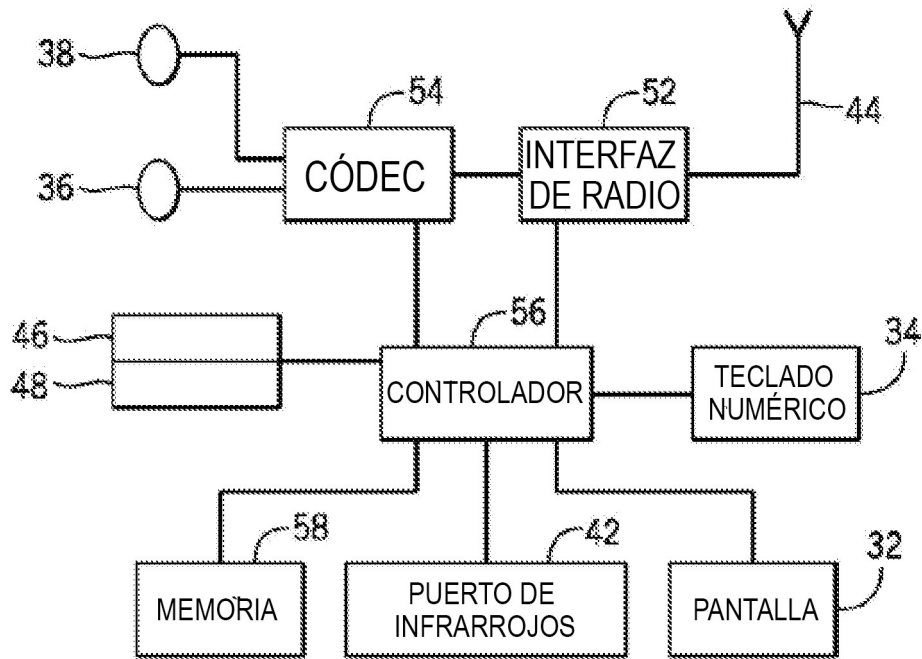 38
54
52
44
CÓDEC
INTERFAZ
DE RADIO
36
46
48
56
34
CONTROLADOR
TECLADO
NUMÉRICO
58
42
32
MEMORIA
PUERTO DE
INFRARROJOS
PANTALLA